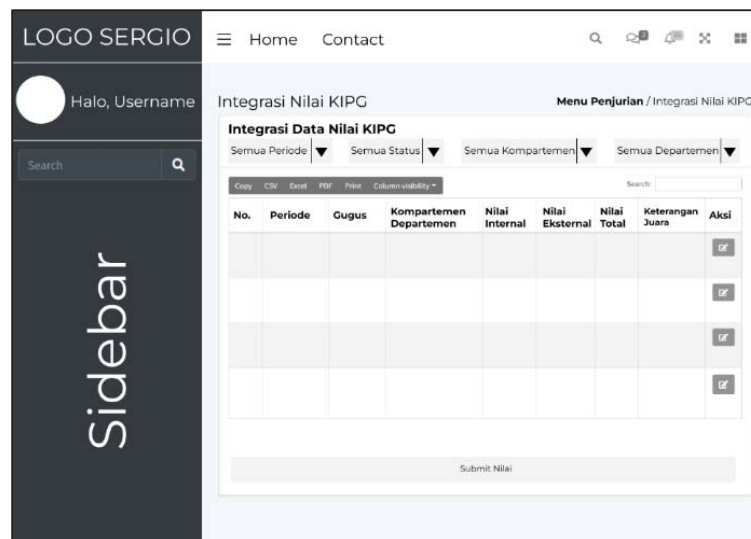 LOGO SERGIO
Home Contact
Halo, Username
Search
Sidebar
Integrasi Nilai KIPG
Menu Penjurian / Integrasi Nilai KIPG
Integrasi Data Nilai KIPG
Semua Periode Semua Status Semua Kompartemen Semua Departemen
Copy CSV Excel PDF Print Column visibility
Search:
No. Periode Gugus Kompartemen Departemen Nilai Internal Nilai Eksternal Nilai Total Keterangan Juara Aksi
Submit Nilai